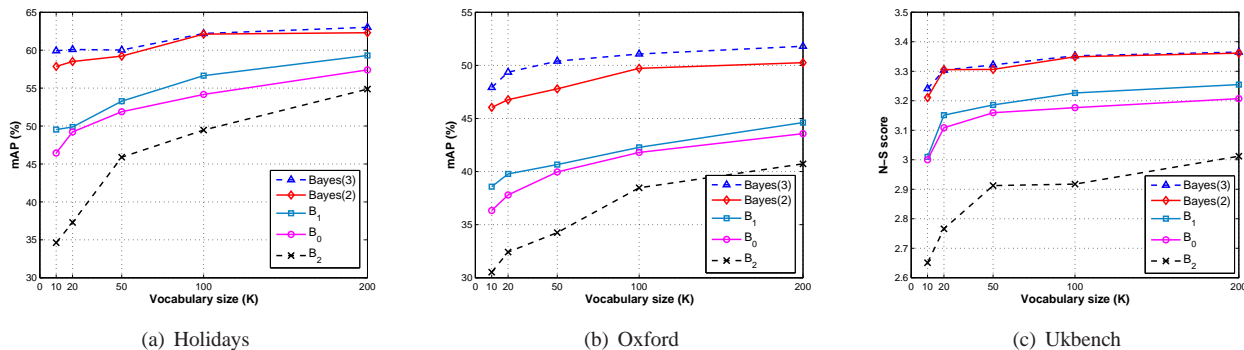 65
60
55
50
45
40
35
30
mAP (%)
0 10 20 50 100 200
Vocabulary size (K)
Bayes(3)
Bayes(2)
B1
B0
B2
(a) Holidays
55
50
45
40
35
30
mAP (%)
0 10 20 50 100 200
Vocabulary size (K)
Bayes(3)
Bayes(2)
B1
B0
B2
(b) Oxford
3.5
3.4
3.3
3.2
3.1
3
2.9
2.8
2.7
2.6
N−S score
0 10 20 50 100 200
Vocabulary size (K)
Bayes(3)
Bayes(2)
B1
B0
B2
(c) Ukbench